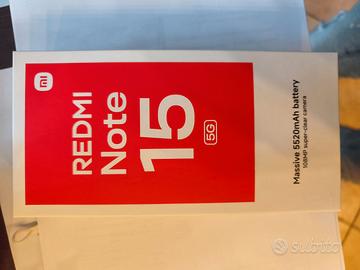 mi
REDMI
Note
15
5G
Massive 5520mAh battery
108MP super-clear camera
subito